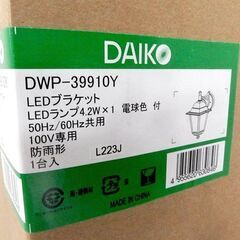 DAIKO
DWP-39910Y
LEDブラケット
LEDランプ4.2W×1 電球色 付
50Hz/60Hz共用
100V専用
防雨形
1台入
L223J
MADE IN CHINA